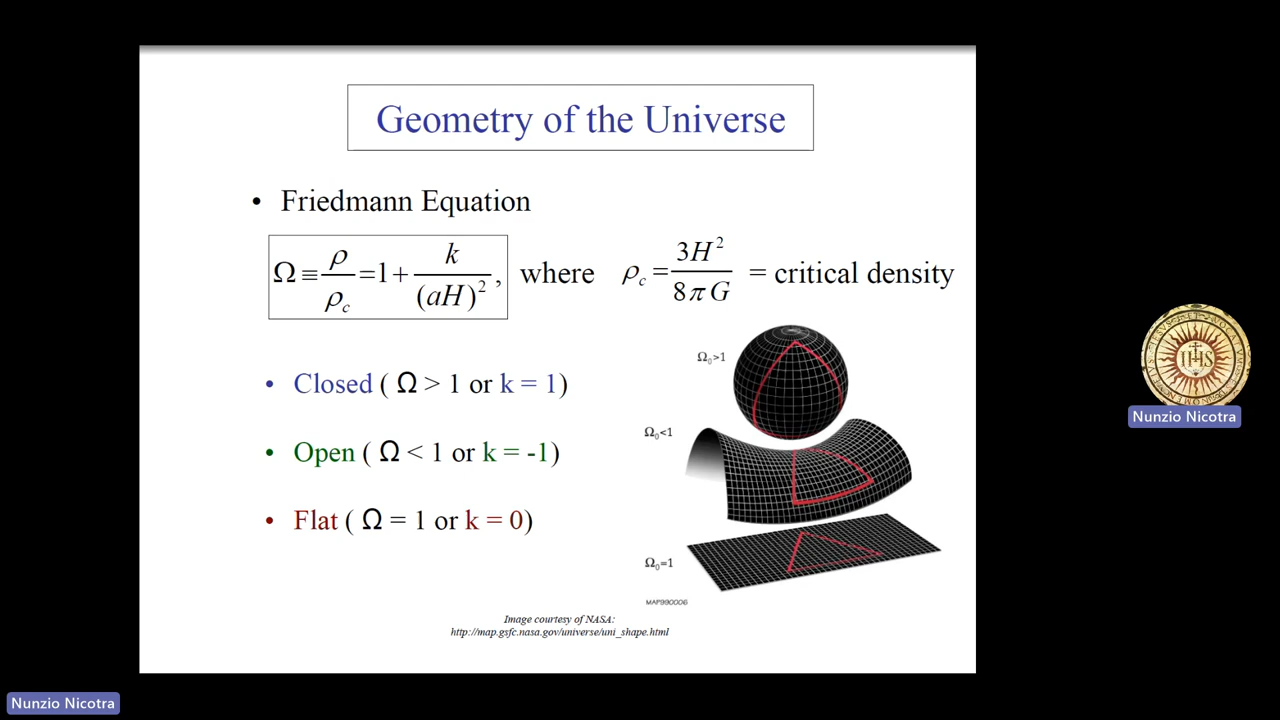 Geometry of the Universe
• Friedmann Equation
Ω ≡ ρ/ρc = 1 + k/(aH)², where ρc = 3H²/8πG = critical density
• Closed ( Ω > 1 or k = 1)
• Open ( Ω < 1 or k = -1)
• Flat ( Ω = 1 or k = 0)
Ω₀>1
Ω₀<1
Ω₀=1
MAP990006
Image courtesy of NASA:
http://map.gsfc.nasa.gov/universe/uni_shape.html
IHS
Nunzio Nicotra
Nunzio Nicotra